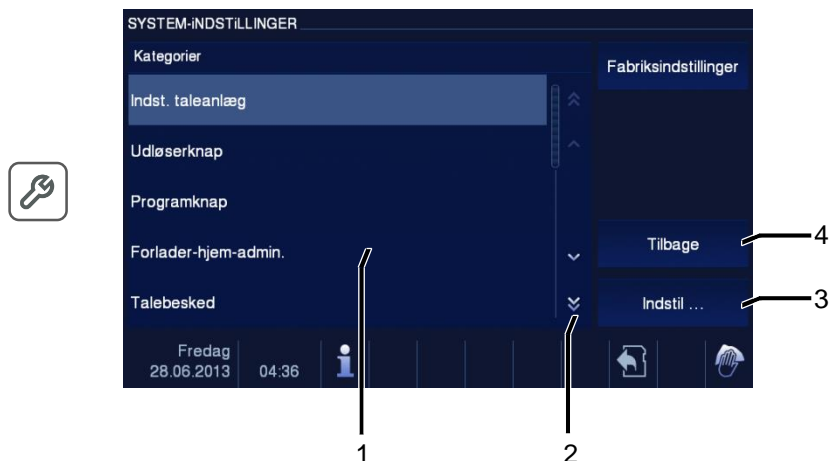 SYSTEM-iNDSTiLLINGER
Kategorier
Indst. taleanlæg
Udløserknap
Programknap
Forlader-hjem-admin.
Talebesked
Fabriksindstillinger
Tilbage
Indstil ...
4
3
Fredag
28.06.2013
04:36
i
1
2